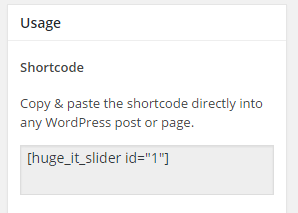 Usage
Shortcode
Copy & paste the shortcode directly into
any WordPress post or page.
[huge_it_slider id="1"]